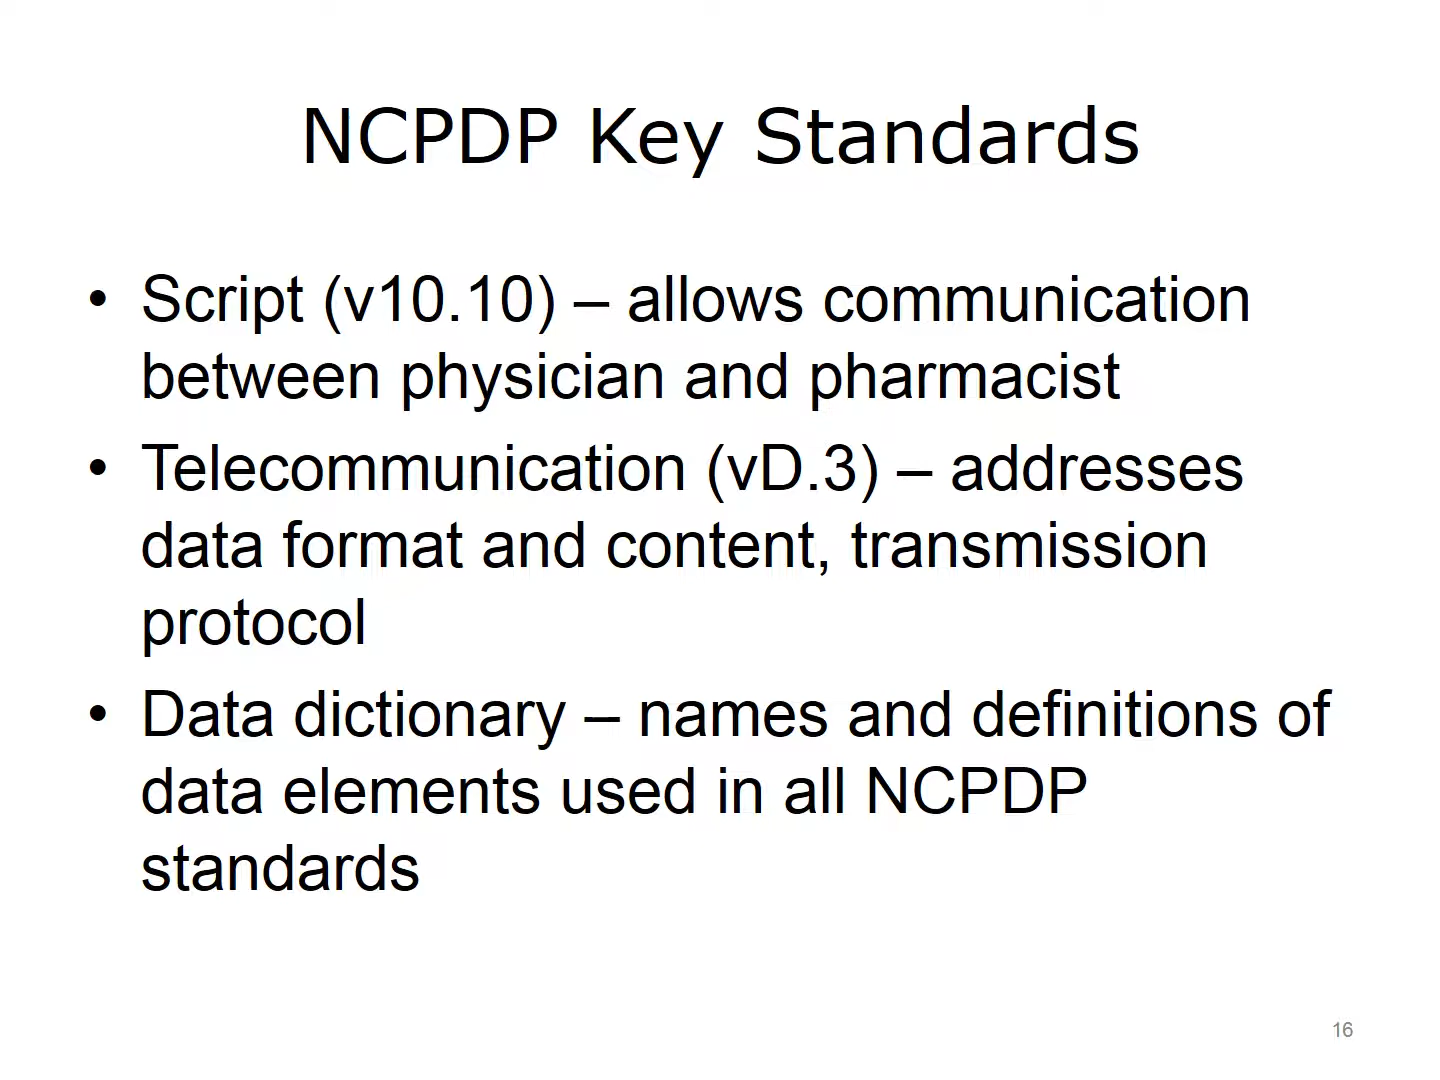 NCPDP Key Standards
• Script (v10.10) – allows communication
between physician and pharmacist
• Telecommunication (vD.3) – addresses
data format and content, transmission
protocol
• Data dictionary – names and definitions of
data elements used in all NCPDP
standards
16